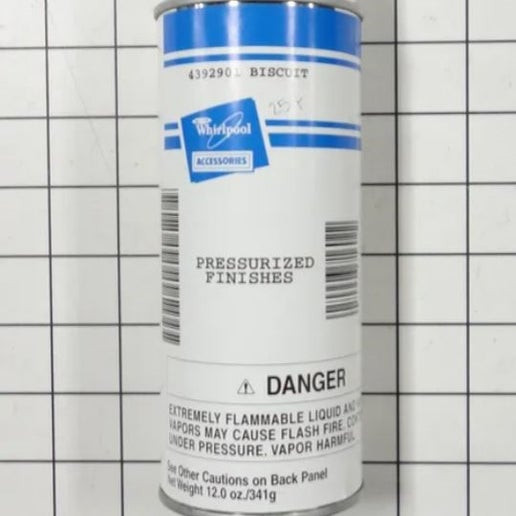 4392901 BISCUIT
25x
Whirlpool
ACCESSORIES
PRESSURIZED
FINISHES
⚠ DANGER
EXTREMELY FLAMMABLE LIQUID AND
VAPORS MAY CAUSE FLASH FIRE.
UNDER PRESSURE. VAPOR HARMFUL.
See Other Cautions on Back Panel
Net Weight 12.0 oz./341g